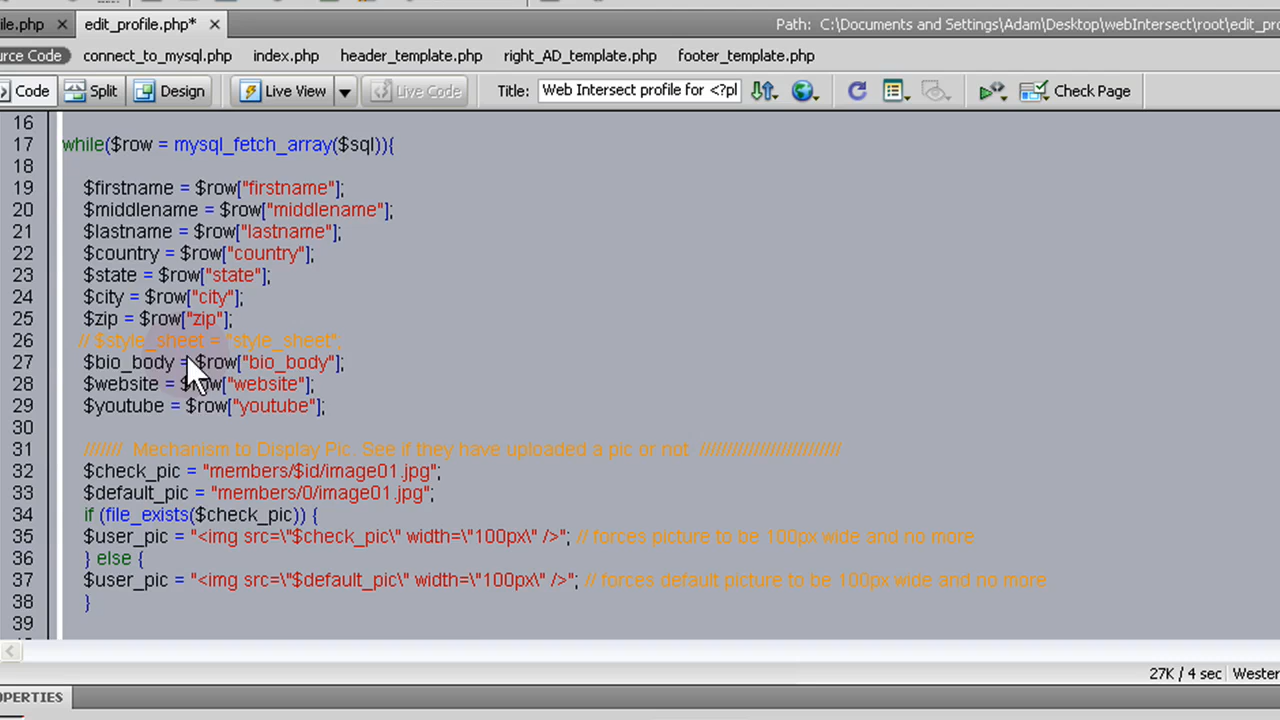 le.php edit_profile.php* Path: C:\Documents and Settings\Adam\Desktop\webIntersect\root\edit_pro
urce Code connect_to_mysql.php index.php header_template.php right_AD_template.php footer_template.php
Code Split Design Live View Live Code Title: Web Intersect profile for <?pl Check Page
16
17 while($row = mysql_fetch_array($sql)){
18
19 $firstname = $row["firstname"];
20 $middlename = $row["middlename"];
21 $lastname = $row["lastname"];
22 $country = $row["country"];
23 $state = $row["state"];
24 $city = $row["city"];
25 $zip = $row["zip"];
26 // $style_sheet = "style_sheet";
27 $bio_body = $row["bio_body"];
28 $website = $row["website"];
29 $youtube = $row["youtube"];
30
31 /////// Mechanism to Display Pic. See if they have uploaded a pic or not //////////////////////////
32 $check_pic = "members/$id/image01.jpg";
33 $default_pic = "members/0/image01.jpg";
34 if (file_exists($check_pic)) {
35 $user_pic = "<img src=\"$check_pic\" width=\"100px\" />"; // forces picture to be 100px wide and no more
36 } else {
37 $user_pic = "<img src=\"$default_pic\" width=\"100px\" />"; // forces default picture to be 100px wide and no more
38 }
39
27K / 4 sec Wester
OPERTIES